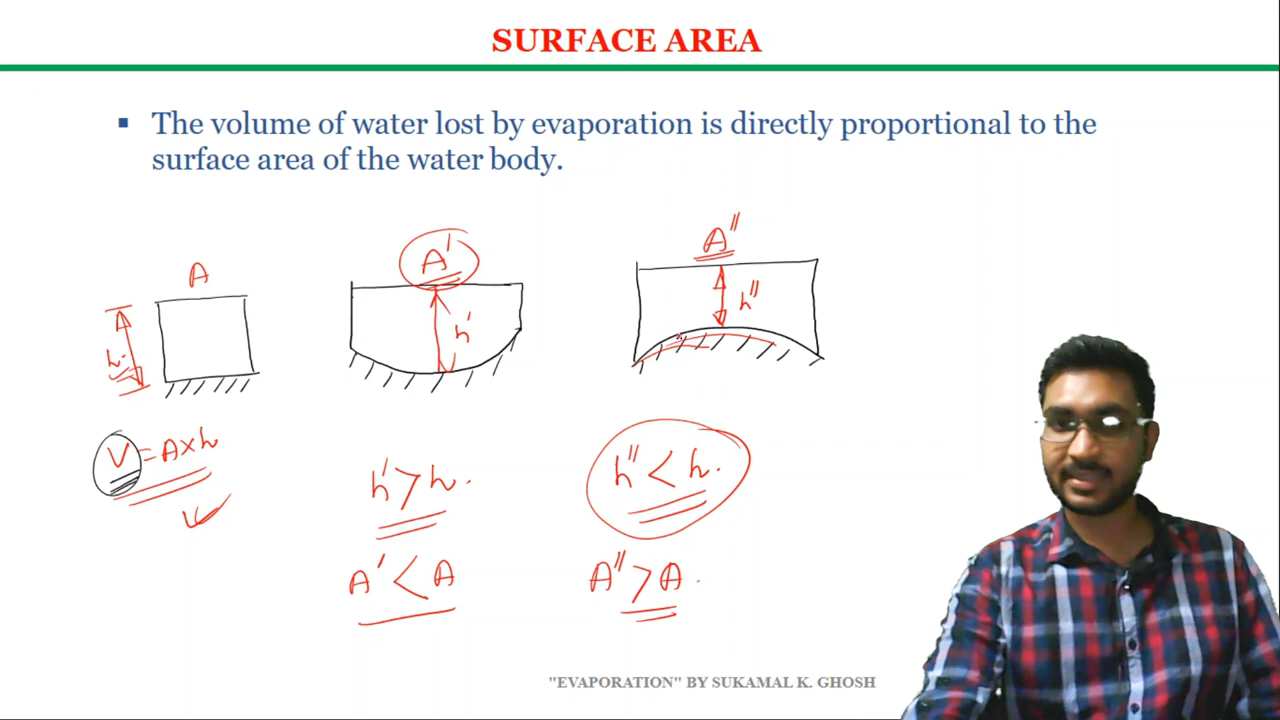 SURFACE AREA
▪ The volume of water lost by evaporation is directly proportional to the
surface area of the water body.
A
A'
A"
h
h'
h"
V = A×h
h' > h.
h" < h.
A' < A
A" > A.
"EVAPORATION" BY SUKAMAL K. GHOSH